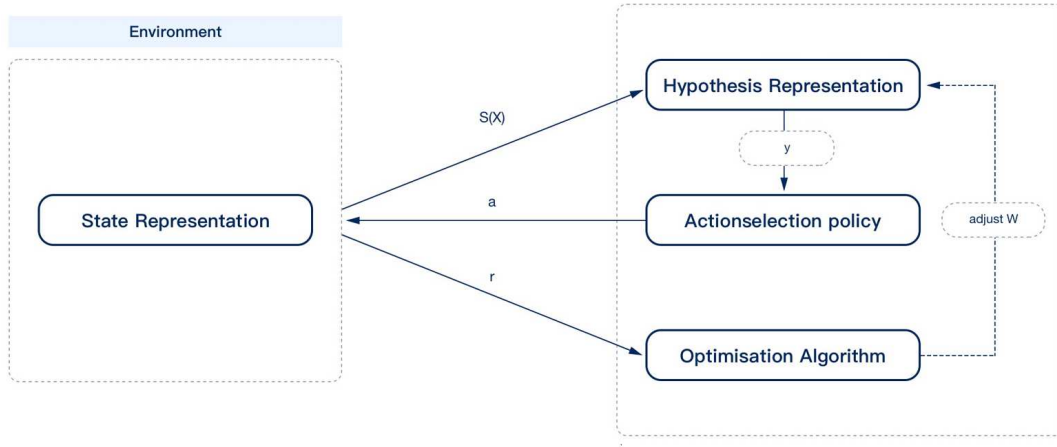 Environment
Hypothesis Representation
S(X)
y
State Representation
a
Actionselection policy
adjust W
r
Optimisation Algorithm